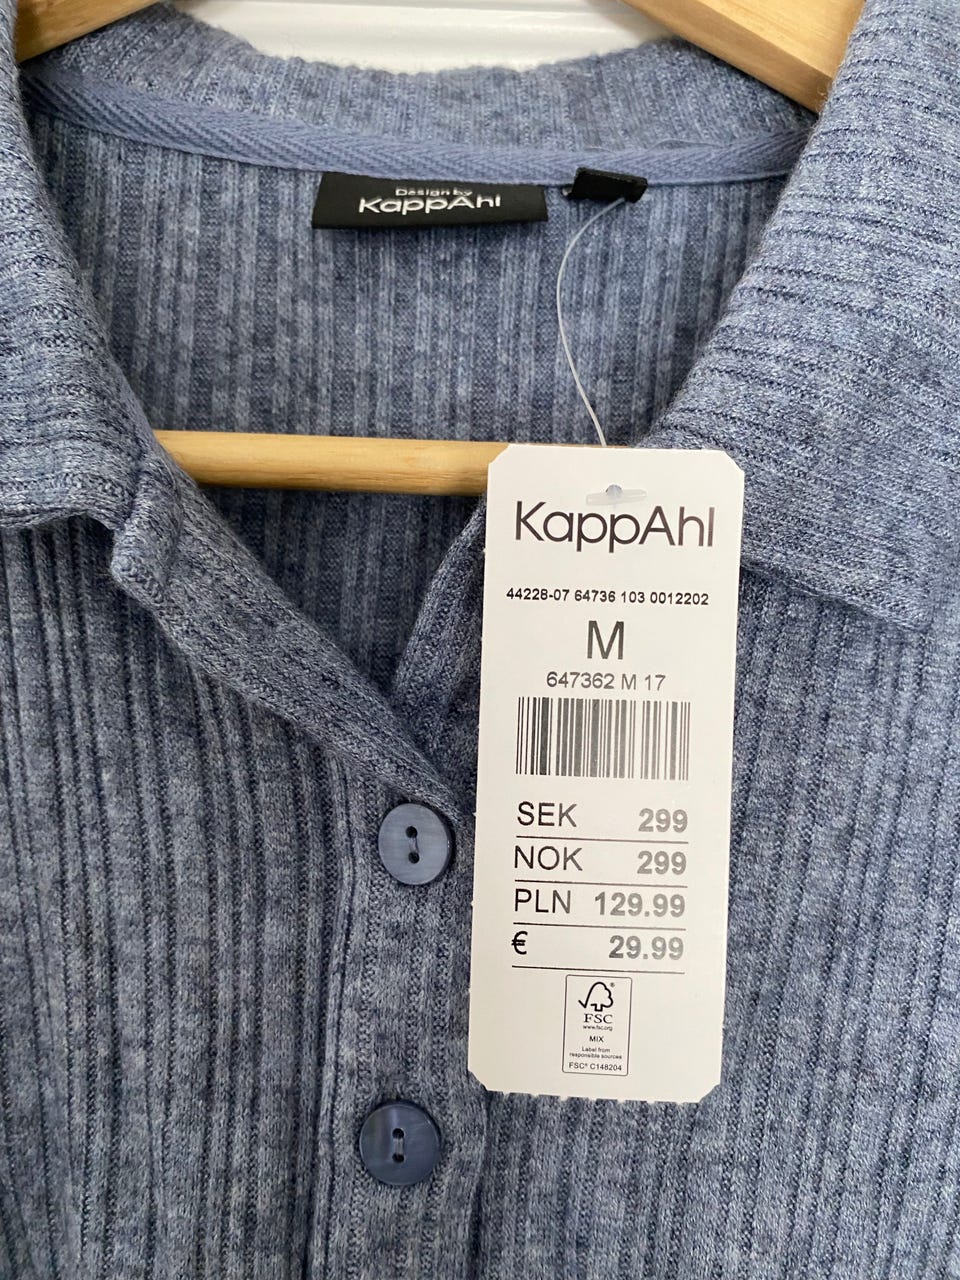 Design by
KappAhl
KappAhl
44228-07 64736 103 0012202
M
647362 M 17
SEK 299
NOK 299
PLN 129.99
€ 29.99
FSC®
www.fsc.org
MIX
Label from
responsible sources
FSC® C148204